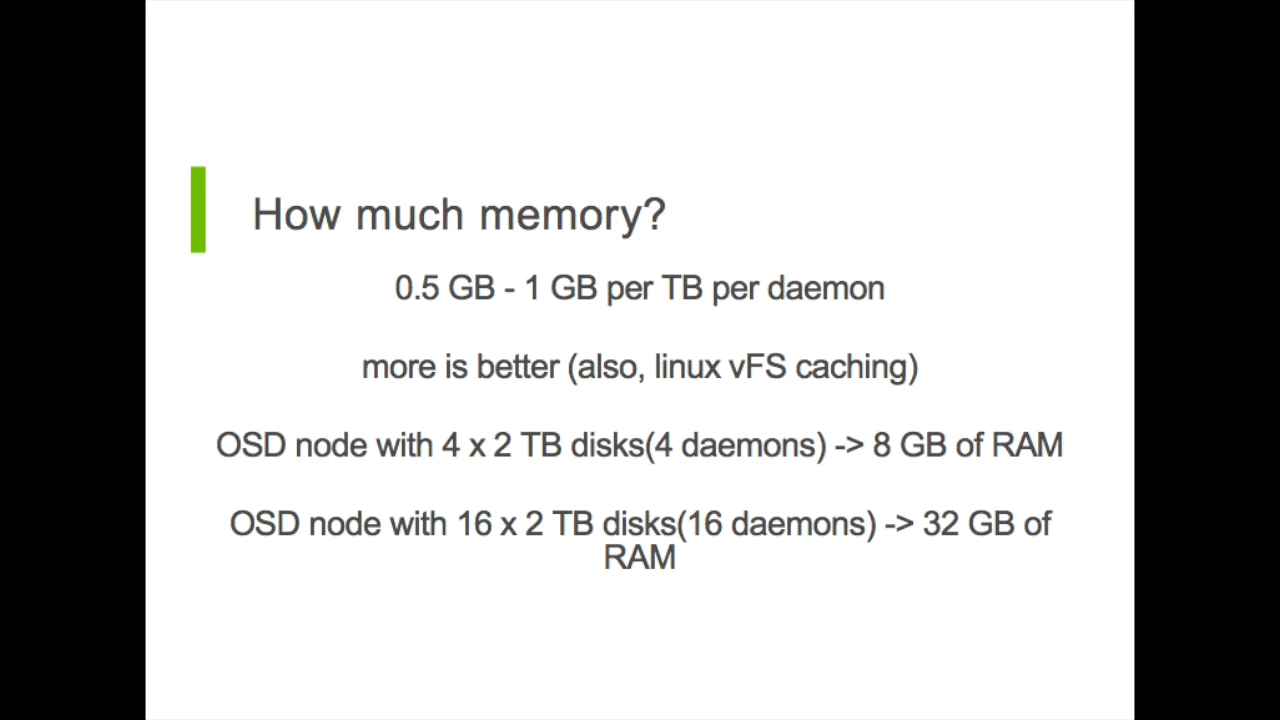 How much memory?
0.5 GB - 1 GB per TB per daemon
more is better (also, linux vFS caching)
OSD node with 4 x 2 TB disks(4 daemons) -> 8 GB of RAM
OSD node with 16 x 2 TB disks(16 daemons) -> 32 GB of
RAM